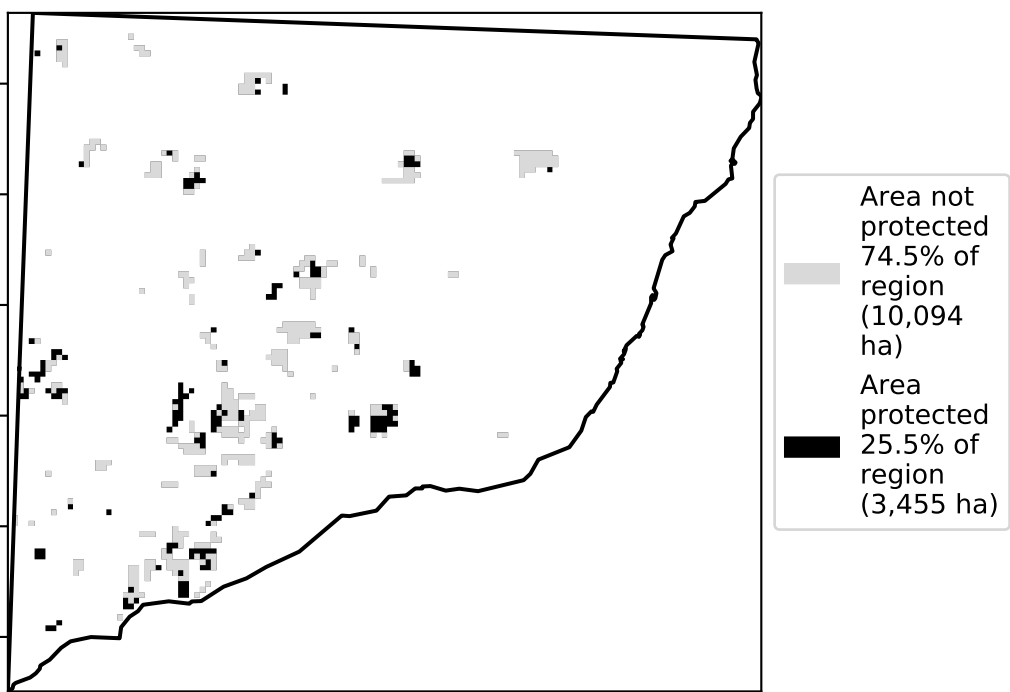 Area not
protected
74.5% of
region
(10,094
ha)
Area
protected
25.5% of
region
(3,455 ha)